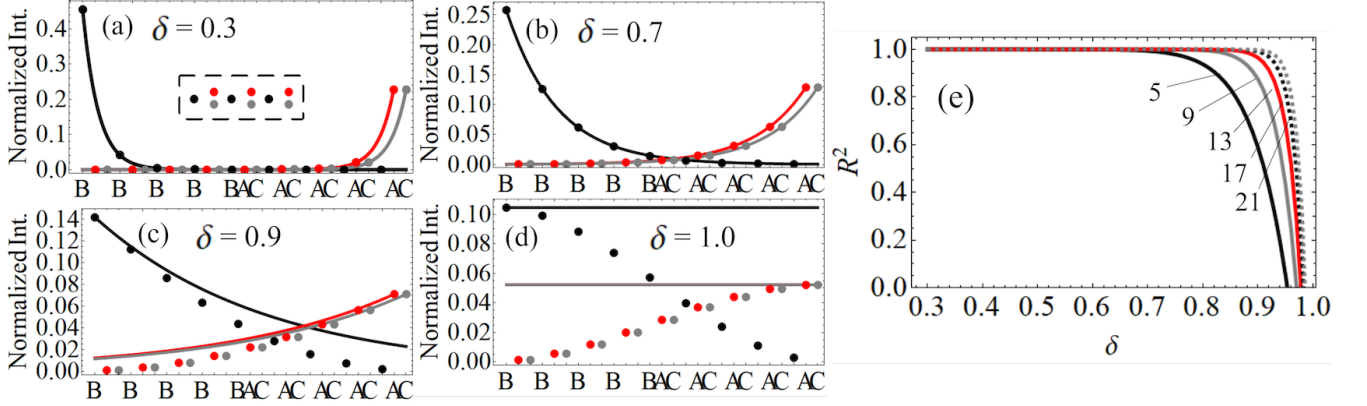 Normalized Int.
0.4
0.2
0.0
(a) δ = 0.3
B B B B BAC AC AC AC AC
Normalized Int.
0.25
0.20
0.15
0.10
0.05
0.00
(b) δ = 0.7
B B B B BAC AC AC AC AC
Normalized Int.
0.14
0.12
0.10
0.08
0.06
0.04
0.02
0.00
(c) δ = 0.9
B B B B BAC AC AC AC AC
Normalized Int.
0.10
0.08
0.06
0.04
0.02
0.00
(d) δ = 1.0
B B B B BAC AC AC AC AC
R²
1.0
0.8
0.6
0.4
0.2
0.0
(e)
5
9
13
17
21
0.3 0.4 0.5 0.6 0.7 0.8 0.9 1.0
δ